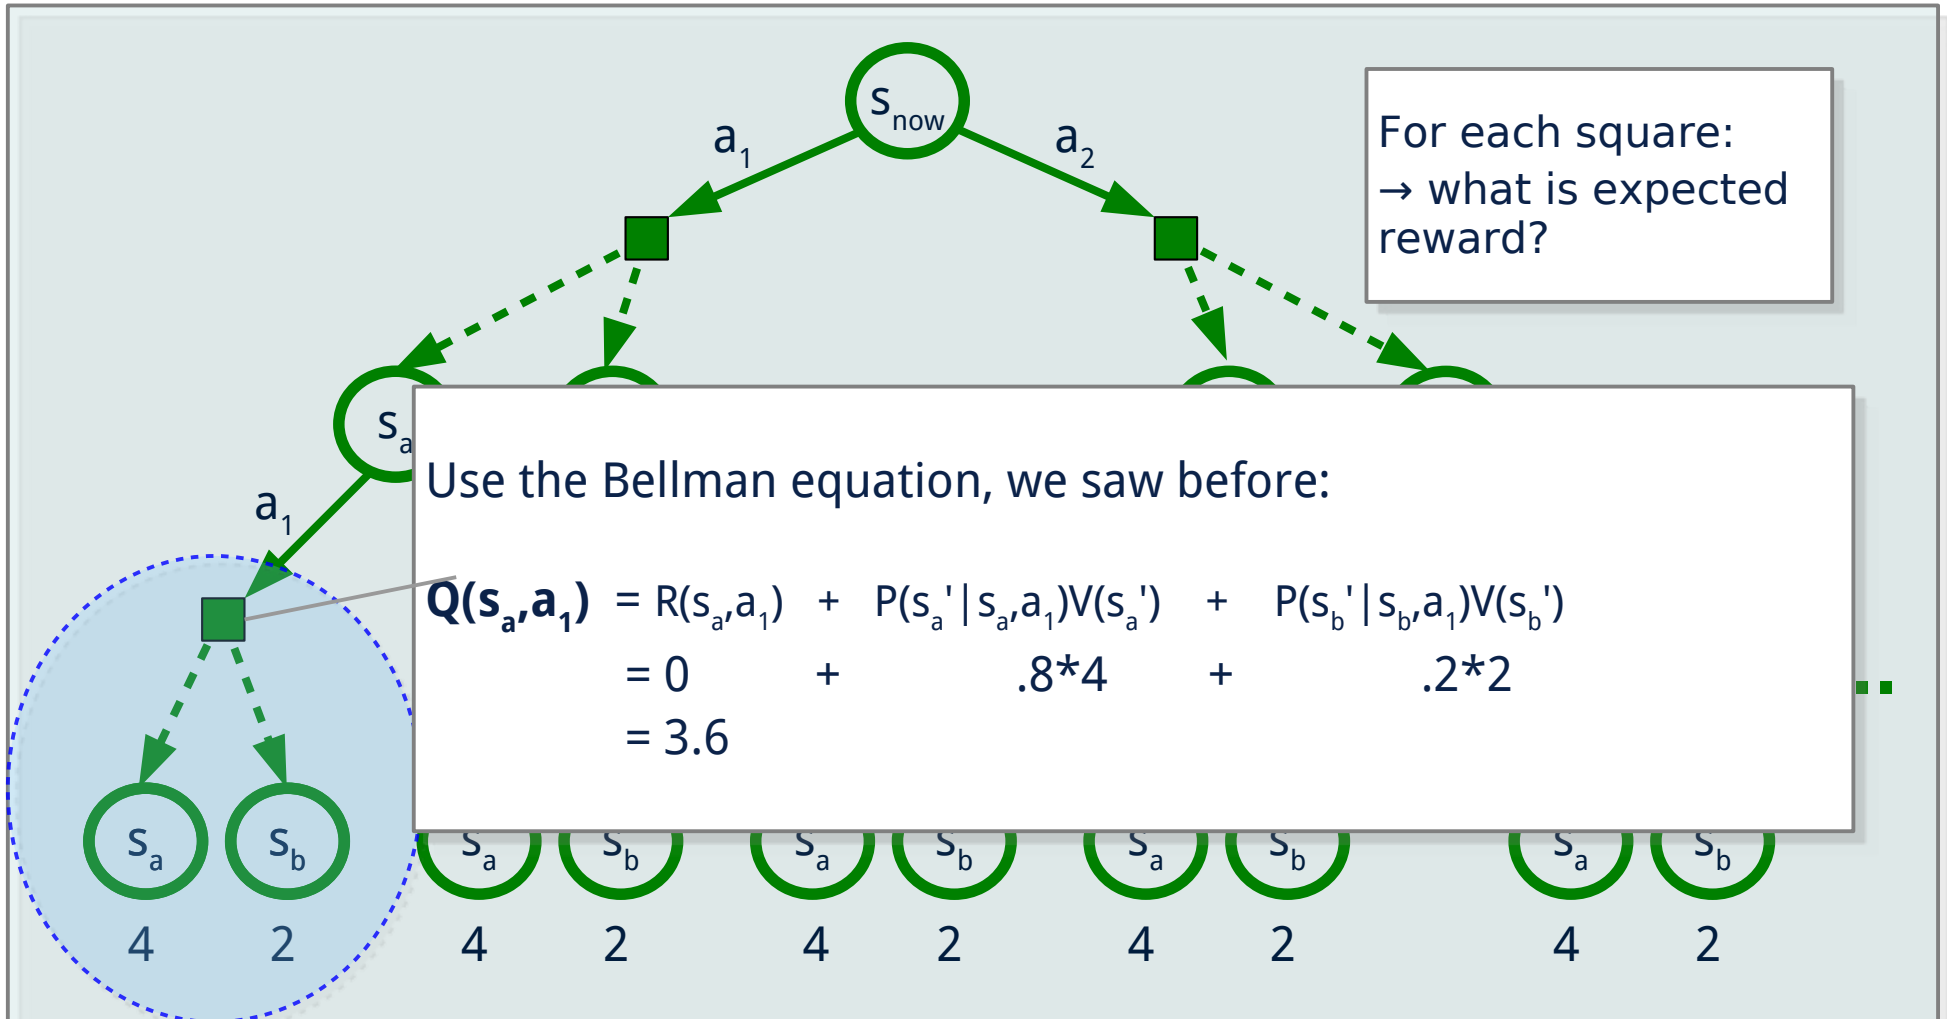 s_now
a_1 a_2
For each square:
→ what is expected
reward?
s_a
a_1
Use the Bellman equation, we saw before:
Q(s_a,a_1) = R(s_a,a_1) + P(s_a'|s_a,a_1)V(s_a') + P(s_b'|s_b,a_1)V(s_b')
= 0 + .8*4 + .2*2
= 3.6
s_a s_b s_a s_b s_a s_b s_a s_b s_a s_b
4 2 4 2 4 2 4 2 4 2